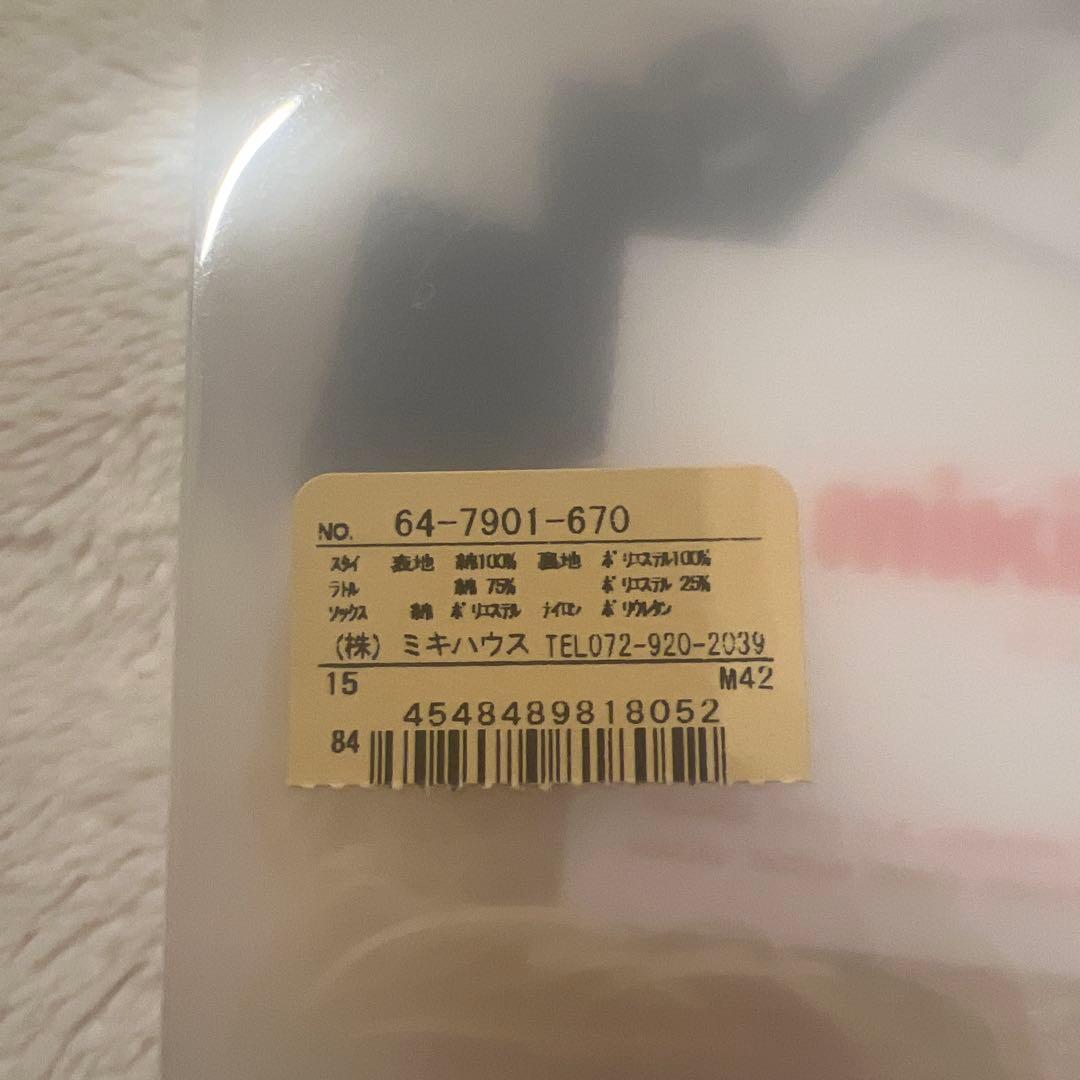 NO. 64-7901-670
スタイ 表地 綿100% 裏地 ポリエステル100%
ラトル 綿 75% ポリエステル 25%
ソックス 綿 ポリエステル ナイロン ポリウレタン
(株) ミキハウス TEL072-920-2039
15 M42
4548489818052
84